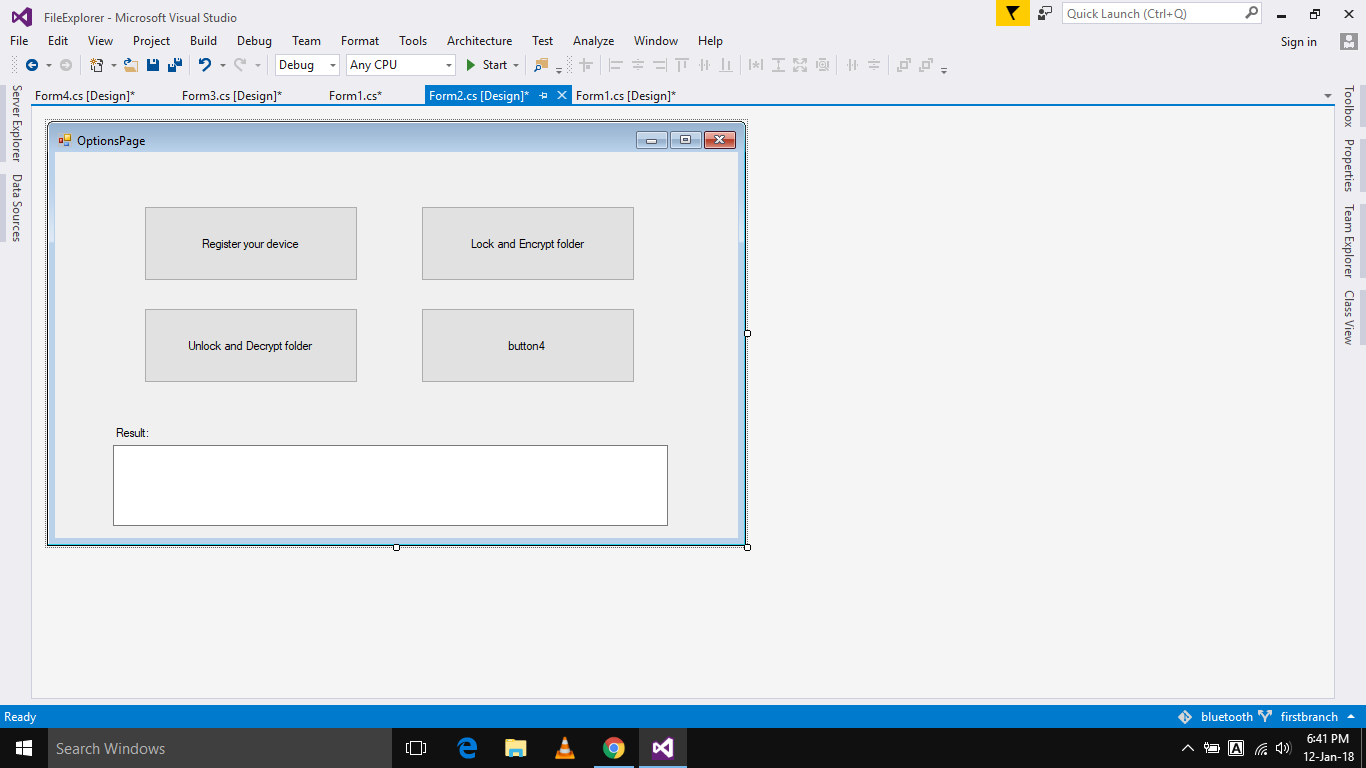 FileExplorer - Microsoft Visual Studio
Quick Launch (Ctrl+Q)
File Edit View Project Build Debug Team Format Tools Architecture Test Analyze Window Help
Sign in
Debug Any CPU Start
Form4.cs [Design]* Form3.cs [Design]* Form1.cs* Form2.cs [Design]* Form1.cs [Design]*
Server Explorer
Data Sources
OptionsPage
Register your device
Lock and Encrypt folder
Unlock and Decrypt folder
button4
Result:
Toolbox
Properties
Team Explorer
Class View
Ready
bluetooth
firstbranch
Search Windows
A
6:41 PM
12-Jan-18